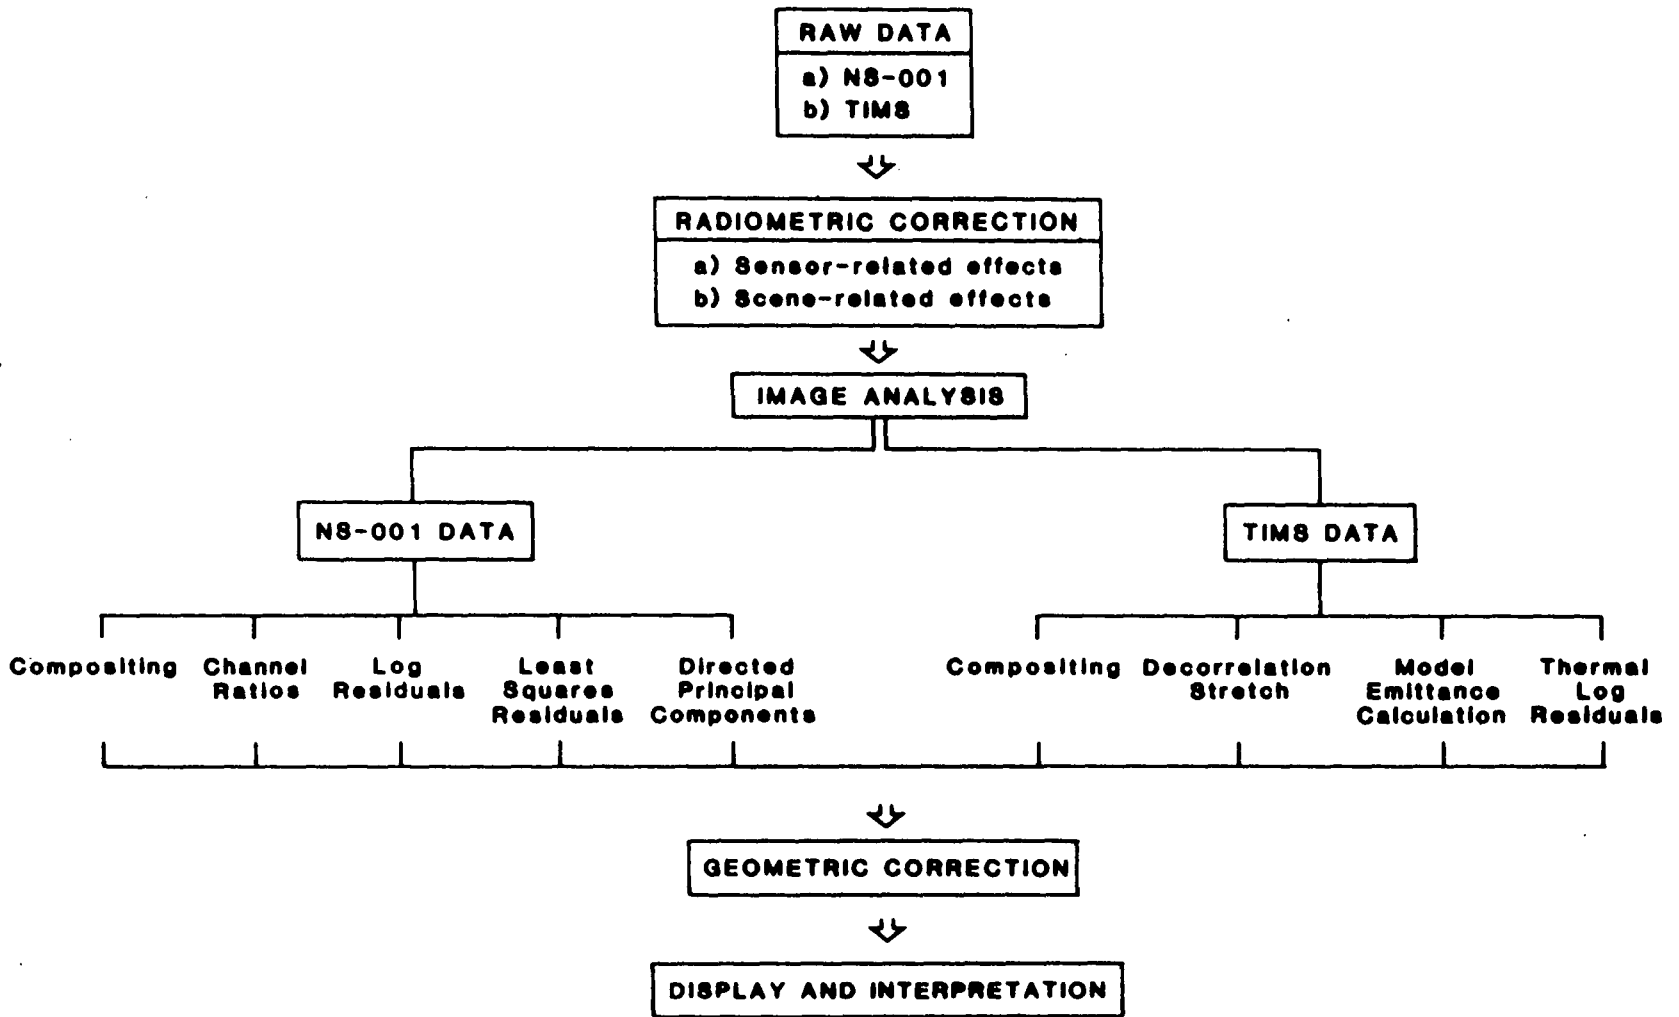 RAW DATA
a) NS-001
b) TIMS
RADIOMETRIC CORRECTION
a) Sensor-related effects
b) Scene-related effects
IMAGE ANALYSIS
NS-001 DATA
TIMS DATA
Compositing
Channel
Ratios
Log
Residuals
Least
Squares
Residuals
Directed
Principal
Components
Compositing
Decorrelation
Stretch
Model
Emittance
Calculation
Thermal
Log
Residuals
GEOMETRIC CORRECTION
DISPLAY AND INTERPRETATION